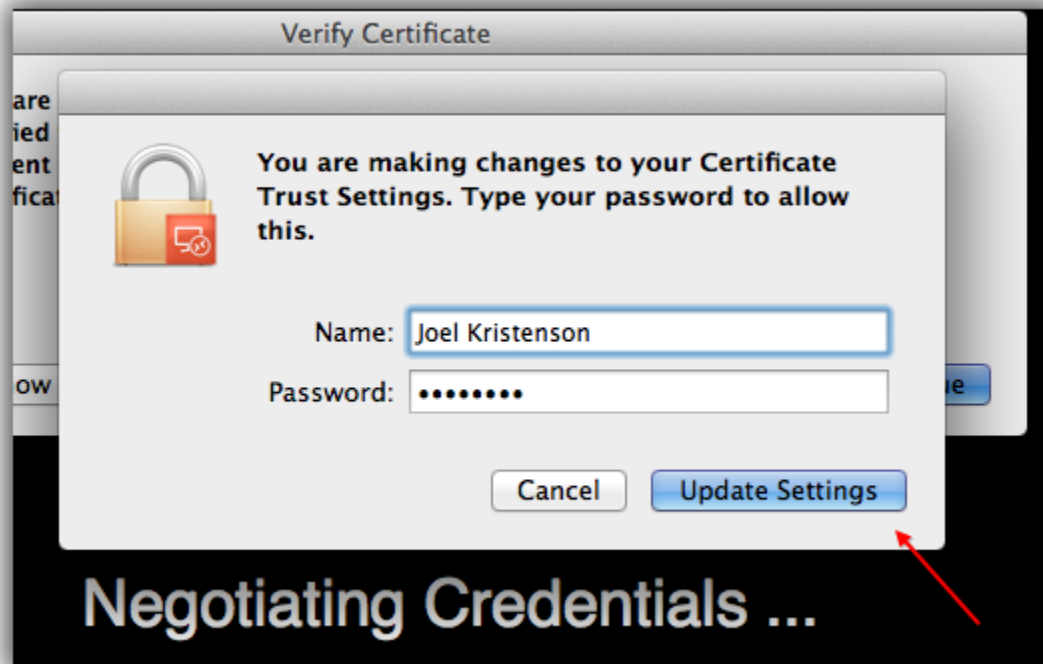 Verify Certificate
are
ied
ent
ficat
You are making changes to your Certificate
Trust Settings. Type your password to allow
this.
Name: Joel Kristenson
Password: ••••••••
ow
ue
Cancel
Update Settings
Negotiating Credentials ...